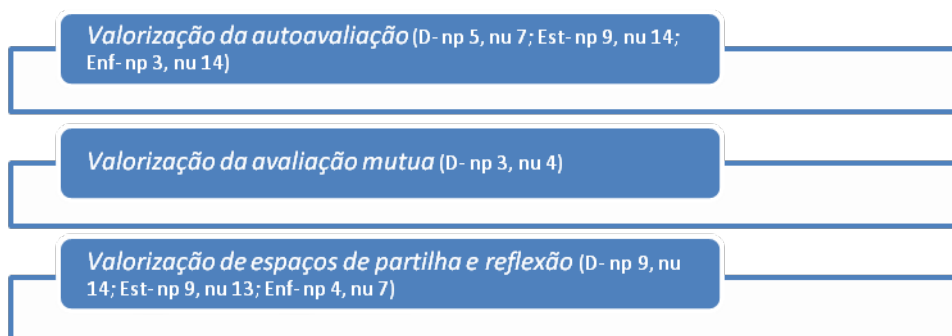 Valorização da autoavaliação (D- np 5, nu 7; Est- np 9, nu 14;
Enf- np 3, nu 14)
Valorização da avaliação mutua (D- np 3, nu 4)
Valorização de espaços de partilha e reflexão (D- np 9, nu
14; Est- np 9, nu 13; Enf- np 4, nu 7)